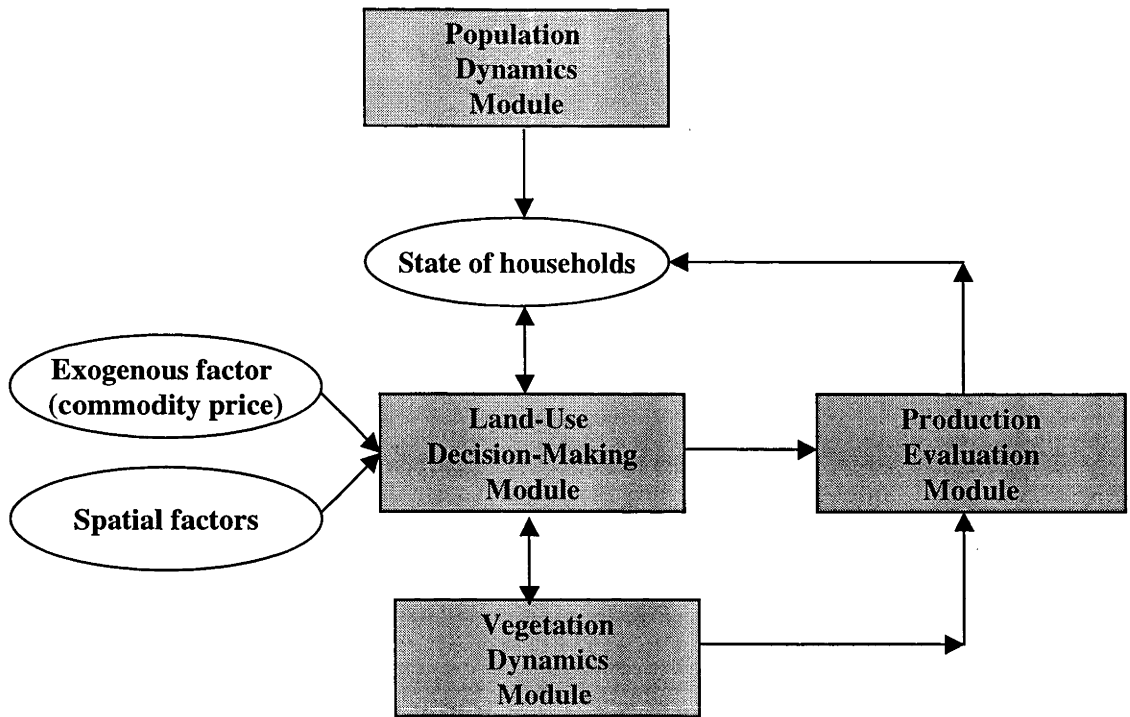 Population
Dynamics
Module
State of households
Exogenous factor
(commodity price)
Spatial factors
Land-Use
Decision-Making
Module
Production
Evaluation
Module
Vegetation
Dynamics
Module